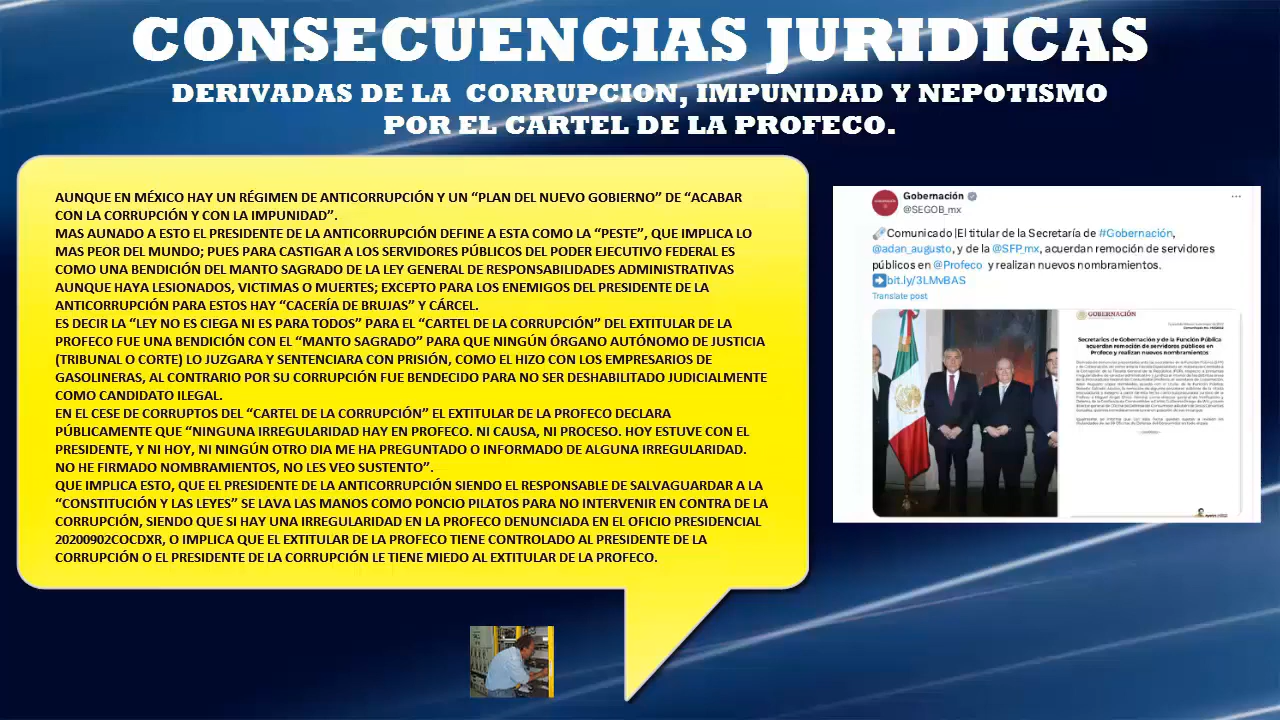 CONSECUENCIAS JURIDICAS
DERIVADAS DE LA CORRUPCION, IMPUNIDAD Y NEPOTISMO
POR EL CARTEL DE LA PROFECO.
AUNQUE EN MÉXICO HAY UN RÉGIMEN DE ANTICORRUPCIÓN Y UN “PLAN DEL NUEVO GOBIERNO” DE “ACABAR
CON LA CORRUPCIÓN Y CON LA IMPUNIDAD”.
MAS AUNADO A ESTO EL PRESIDENTE DE LA ANTICORRUPCIÓN DEFINE A ESTA COMO LA “PESTE”, QUE IMPLICA LO
MAS PEOR DEL MUNDO; PUES PARA CASTIGAR A LOS SERVIDORES PÚBLICOS DEL PODER EJECUTIVO FEDERAL ES
COMO UNA BENDICIÓN DEL MANTO SAGRADO DE LA LEY GENERAL DE RESPONSABILIDADES ADMINISTRATIVAS
AUNQUE HAYA LESIONADOS, VICTIMAS O MUERTES; EXCEPTO PARA LOS ENEMIGOS DEL PRESIDENTE DE LA
ANTICORRUPCIÓN PARA ESTOS HAY “CACERÍA DE BRUJAS” Y CÁRCEL.
ES DECIR LA “LEY NO ES CIEGA NI ES PARA TODOS” PARA EL “CARTEL DE LA CORRUPCIÓN” DEL EXTITULAR DE LA
PROFECO FUE UNA BENDICIÓN CON EL “MANTO SAGRADO” PARA QUE NINGÚN ÓRGANO AUTÓNOMO DE JUSTICIA
(TRIBUNAL O CORTE) LO JUZGARA Y SENTENCIARA CON PRISIÓN, COMO EL HIZO CON LOS EMPRESARIOS DE
GASOLINERAS, AL CONTRARIO POR SU CORRUPCIÓN FUE BENEFICIO PARA NO SER DESHABILITADO JUDICIALMENTE
COMO CANDIDATO ILEGAL.
EN EL CESE DE CORRUPTOS DEL “CARTEL DE LA CORRUPCION” EL EXTITULAR DE LA PROFECO DECLARA
PÚBLICAMENTE QUE “NINGUNA IRREGULARIDAD HAY EN PROFECO. NI DENUNCIA, NI PROCESO. HOY ESTUVE CON EL
PRESIDENTE, Y NI HOY, NI NINGÚN OTRO DIA ME HA PREGUNTADO O INFORMADO DE ALGUNA IRREGULARIDAD.
NO HE FIRMADO NOMBRAMIENTOS, NO LES VEO SUSTENTO”.
QUE IMPLICA ESTO, QUE EL PRESIDENTE DE LA ANTICORRUPCIÓN SIENDO EL RESPONSABLE DE SALVAGUARDAR A LA
“CONSTITUCIÓN Y LAS LEYES” SE LAVA LAS MANOS COMO PONCIO PILATOS PARA NO INTERVENIR EN CONTRA DE LA
CORRUPCIÓN, SIENDO QUE SI HAY UNA IRREGULARIDAD EN LA PROFECO DENUNCIADA EN EL OFICIO PRESIDENCIAL
20200902COCDXR, O IMPLICA QUE EL EXTITULAR DE LA PROFECO TIENE CONTROLADO AL PRESIDENTE DE LA
CORRUPCIÓN O EL PRESIDENTE DE LA CORRUPCIÓN LE TIENE MIEDO AL EXTITULAR DE LA PROFECO.
Gobernación
@SEGOB_mx
Comunicado |El titular de la Secretaría de #Gobernación,
@adan_augusto, y de la @SFP_mx, acuerdan remoción de servidores
públicos en @Profeco y realizan nuevos nombramientos.
bit.ly/3LMvBAS
Translate post
GOBERNACIÓN
Secretarios de Gobernación y de la Función Pública
acuerdan remoción de servidores públicos en
Profeco y realizan nuevos nombramientos